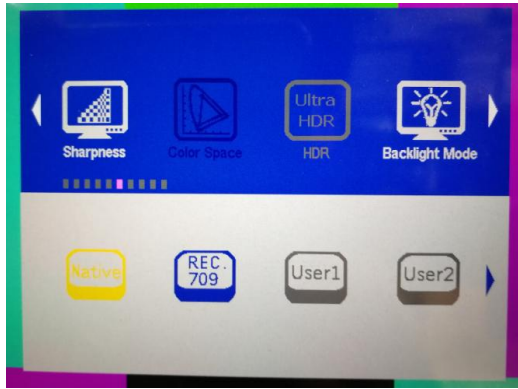 Ultra
HDR
Sharpness
Color Space
HDR
Backlight Mode
Native
REC.
709
User1
User2